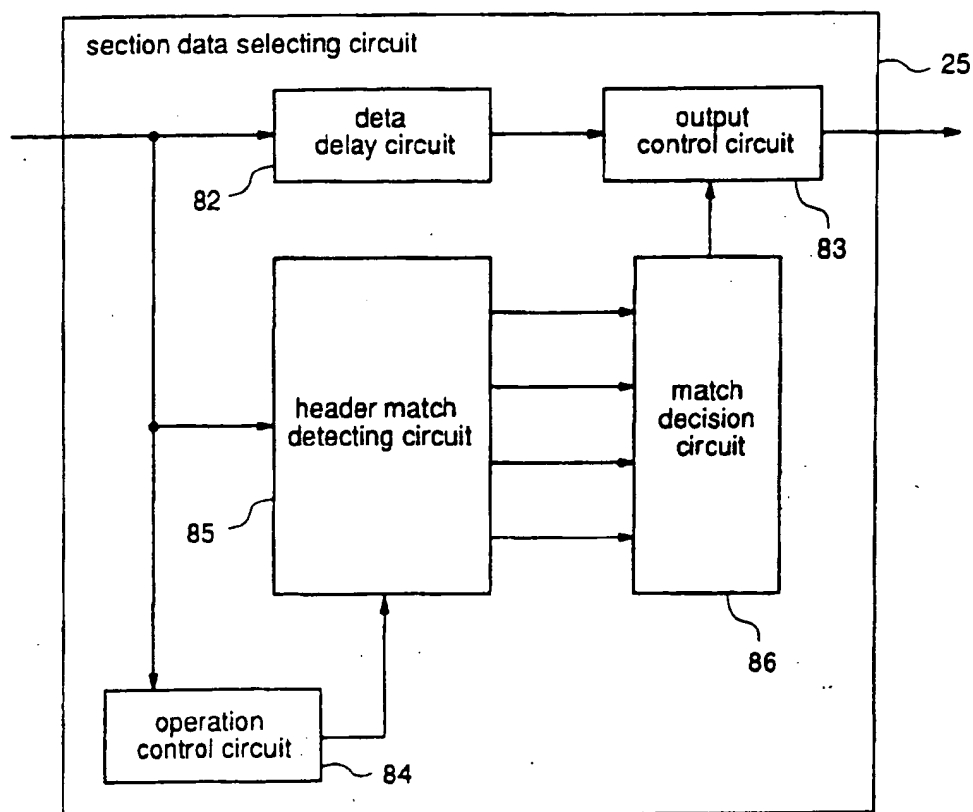 section data selecting circuit
25
deta
delay circuit
82
output
control circuit
83
header match
detecting circuit
85
match
decision
circuit
86
operation
control circuit
84